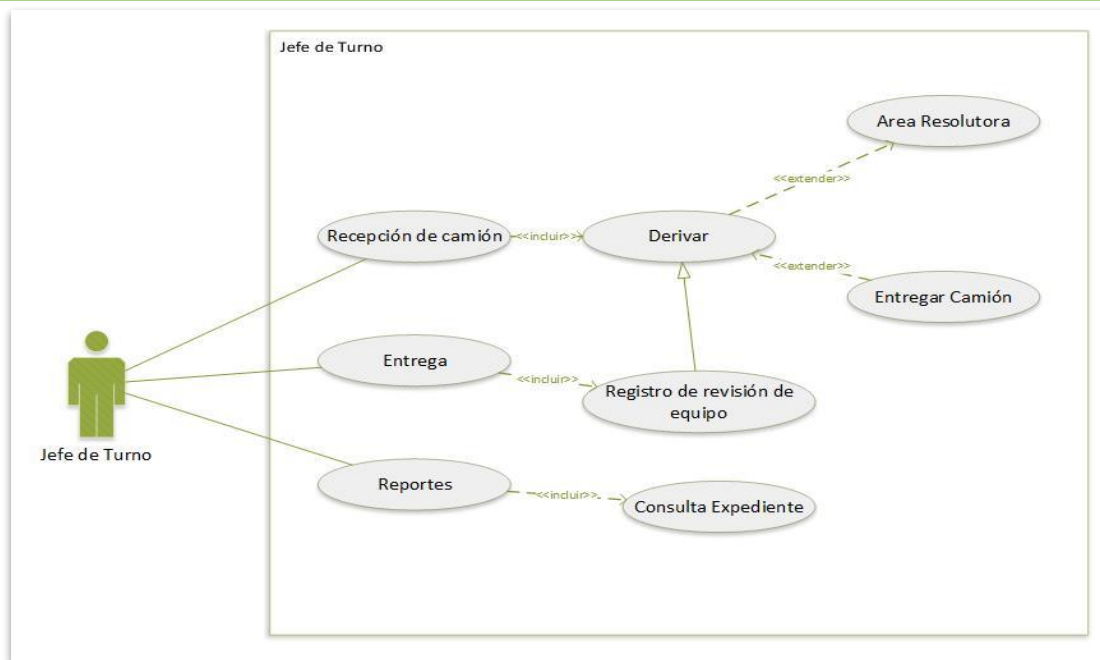 Jefe de Turno
Area Resolutora
<<extender>>
Recepción de camión
<<incluir>>
Derivar
<<extender>>
Entregar Camión
Entrega
<<incluir>>
Registro de revisión de
equipo
Jefe de Turno
Reportes
<<incluir>>
Consulta Expediente